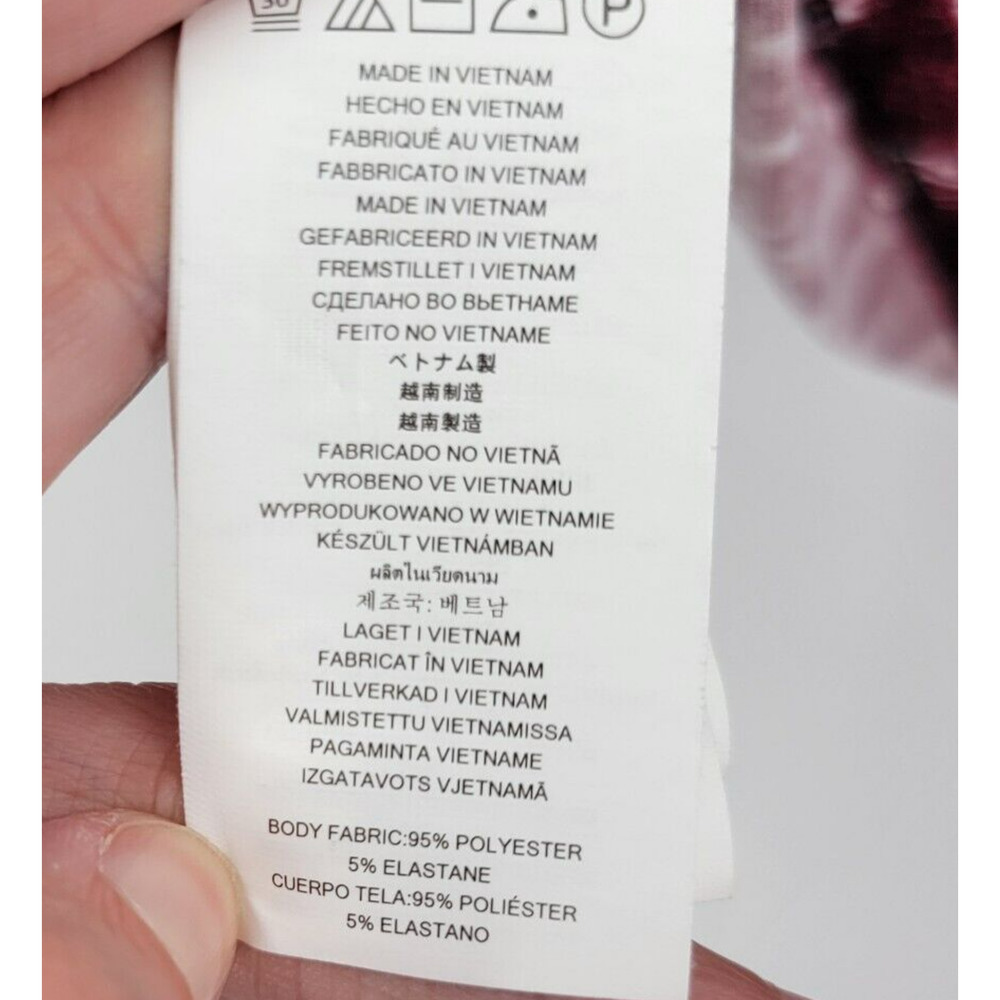 30
P
MADE IN VIETNAM
HECHO EN VIETNAM
FABRIQUÉ AU VIETNAM
FABBRICATO IN VIETNAM
MADE IN VIETNAM
GEFABRICEERD IN VIETNAM
FREMSTILLET I VIETNAM
СДЕЛАНО ВО ВЬЕТНАМЕ
FEITO NO VIETNAME
ベトナム製
越南制造
越南製造
FABRICADO NO VIETNÃ
VYROBENO VE VIETNAMU
WYPRODUKOWANO W WIETNAMIE
KÉSZÜLT VIETNÁMBAN
ผลิตในเวียดนาม
제조국: 베트남
LAGET I VIETNAM
FABRICAT ÎN VIETNAM
TILLVERKAD I VIETNAM
VALMISTETTU VIETNAMISSA
PAGAMINTA VIETNAME
IZGATAVOTS VJETNAMĀ
BODY FABRIC:95% POLYESTER
5% ELASTANE
CUERPO TELA:95% POLIÉSTER
5% ELASTANO